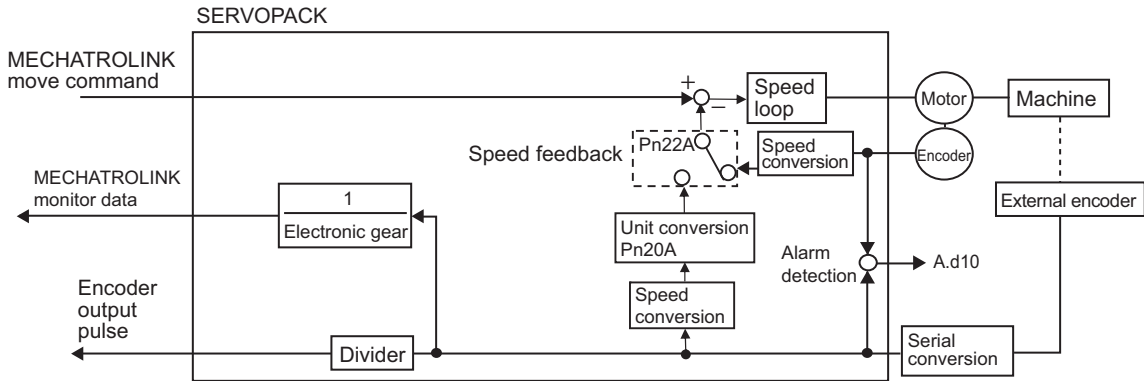 SERVOPACK
MECHATROLINK
move command
+
−
Speed
loop
Motor
Machine
Speed feedback
Pn22A
Speed
conversion
Encoder
MECHATROLINK
monitor data
1
Electronic gear
Unit conversion
Pn20A
External encoder
Alarm
detection
A.d10
Encoder
output
pulse
Speed
conversion
Divider
Serial
conversion